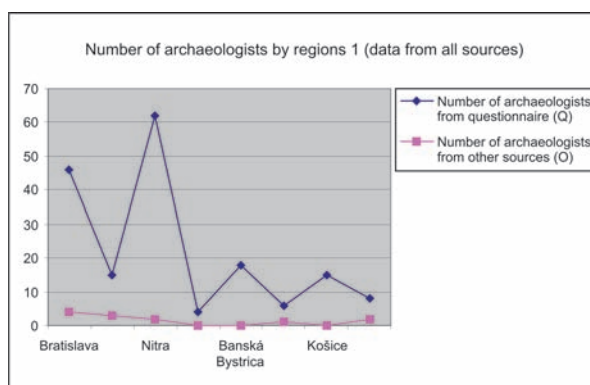 Number of archaeologists by regions 1 (data from all sources)
70
60
50
40
30
20
10
0
Bratislava
Nitra
Banská
Bystrica
Košice
Number of archaeologists
from questionnaire (Q)
Number of archaeologists
from other sources (O)